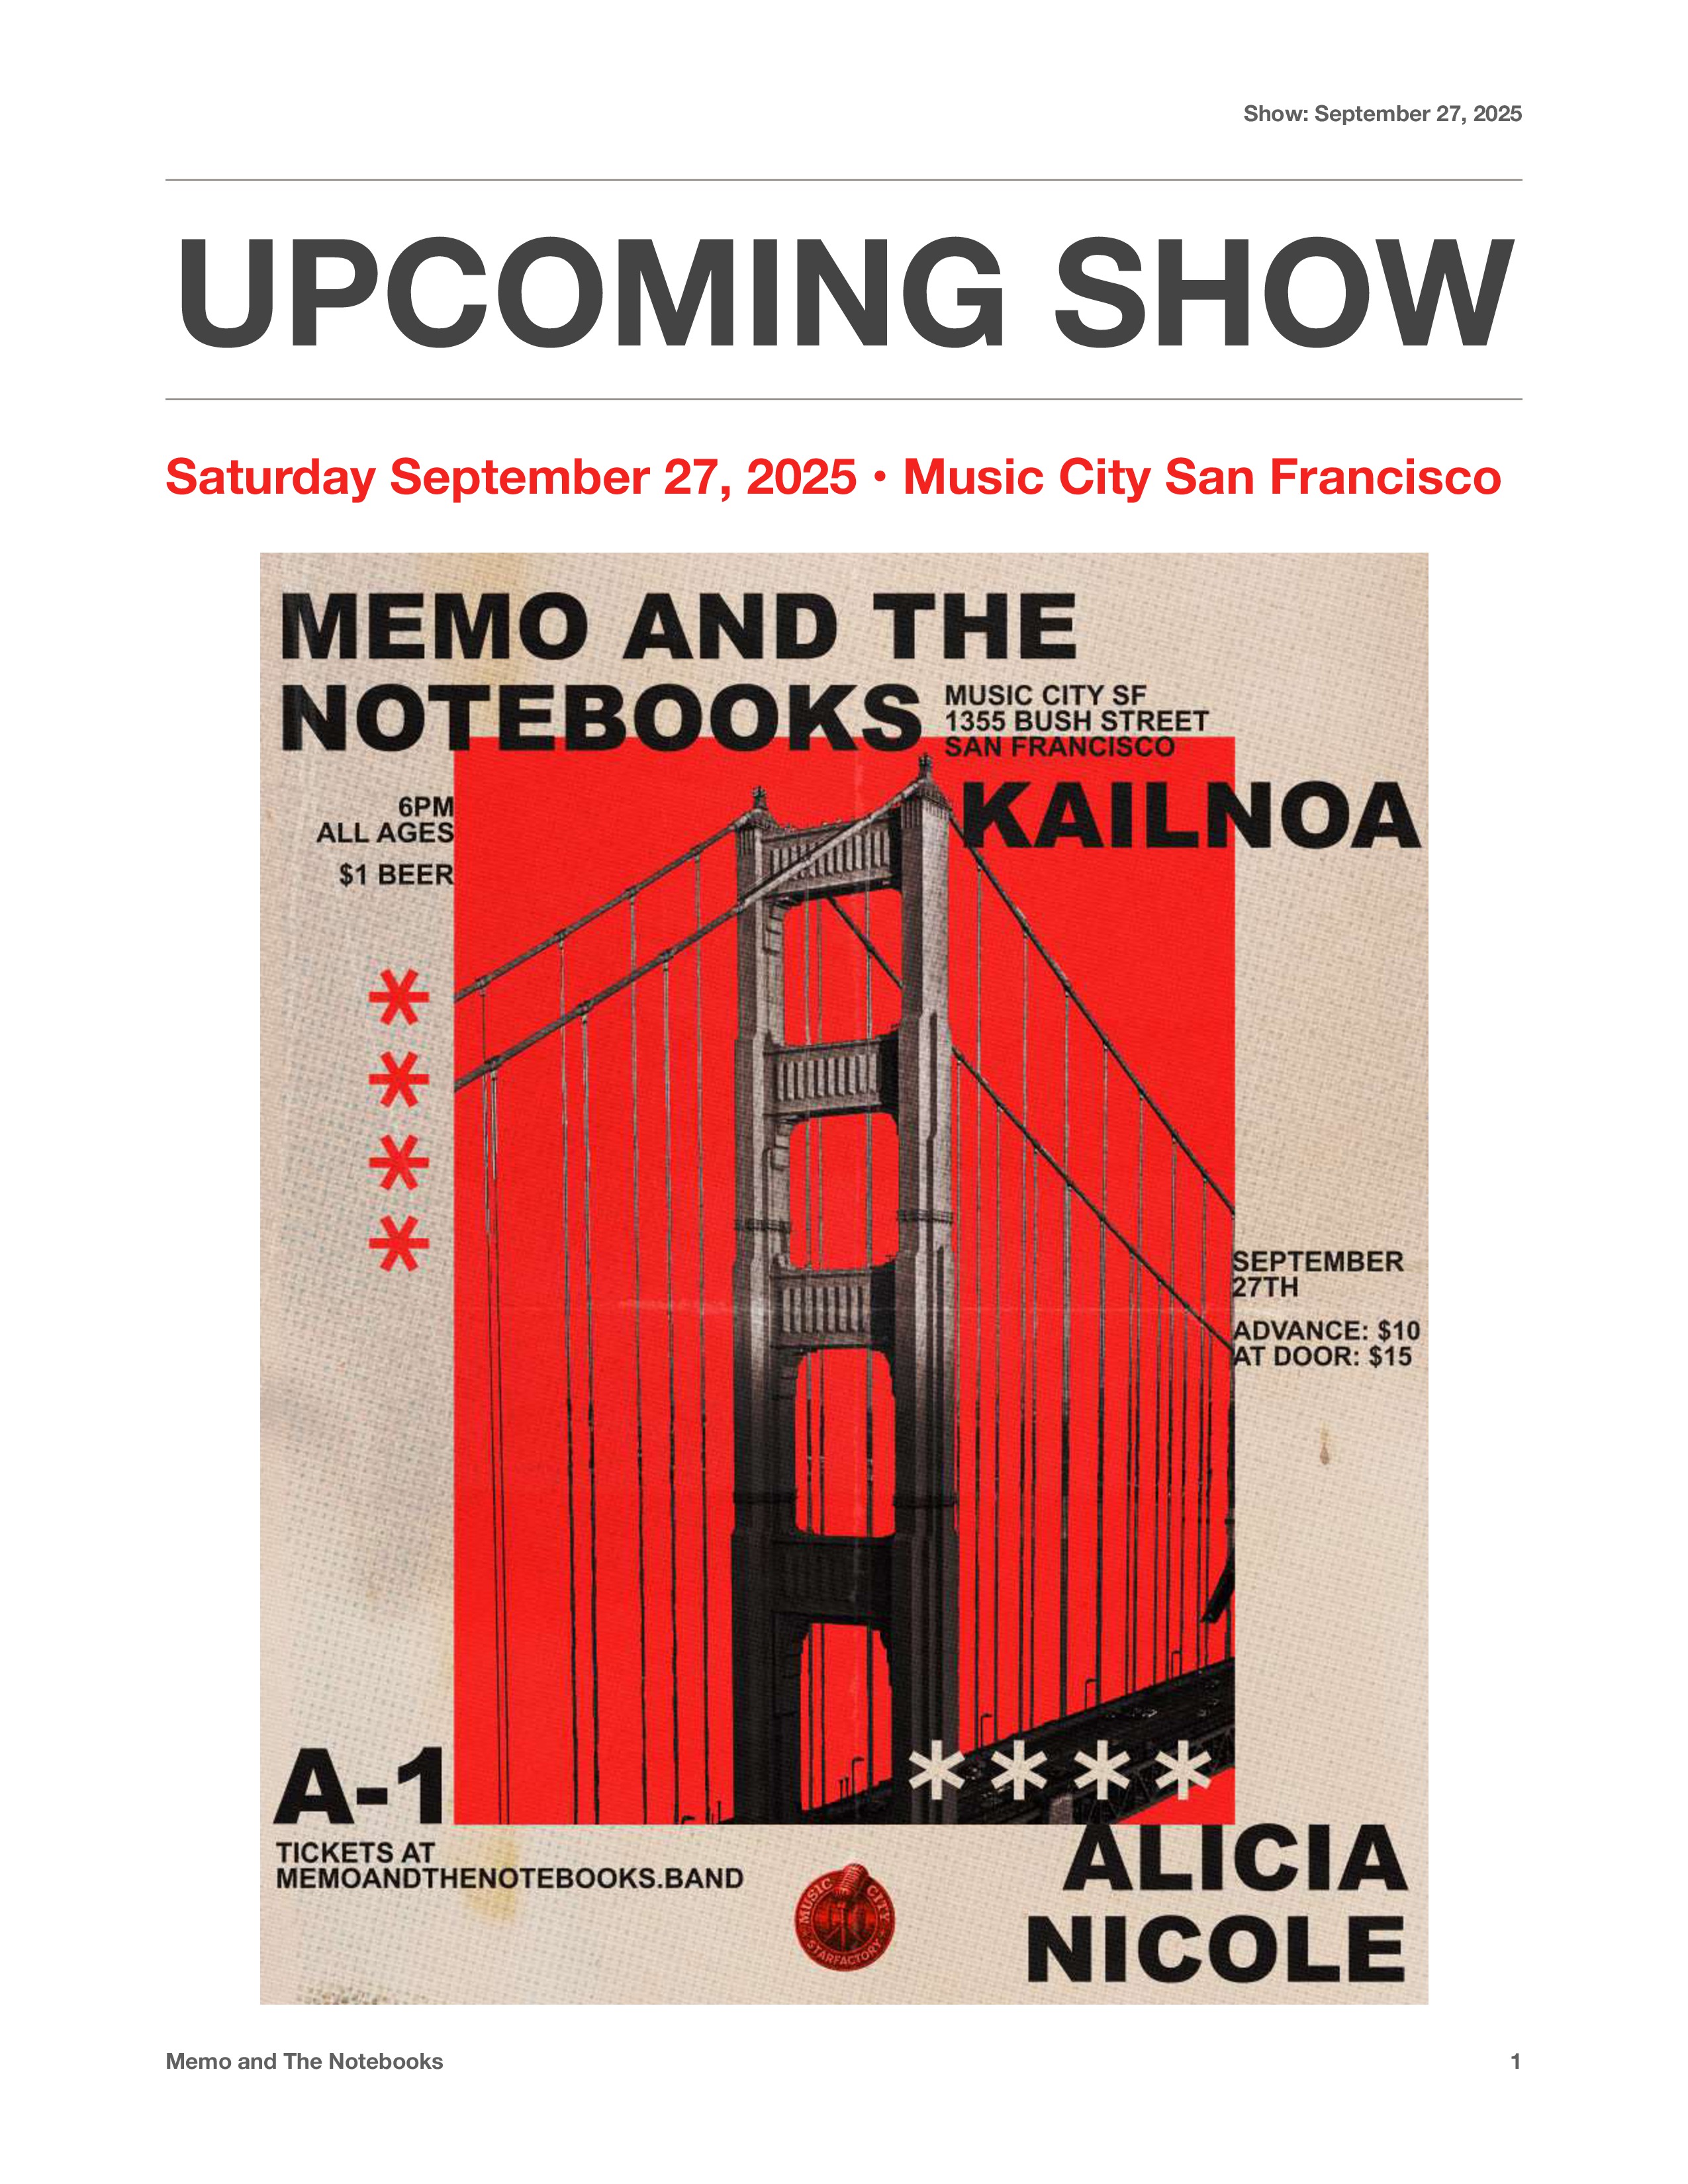 Show: September 27, 2025
UPCOMING SHOW
Saturday September 27, 2025 • Music City San Francisco
MEMO AND THE
NOTEBOOKS
MUSIC CITY SF
1355 BUSH STREET
SAN FRANCISCO
KAILNOA
6PM
ALL AGES
$1 BEER
*
*
*
*
SEPTEMBER
27TH
ADVANCE: $10
AT DOOR: $15
****
A-1
TICKETS AT
MEMOANDTHENOTEBOOKS.BAND
MUSIC CITY
STARFACTORY
ALICIA
NICOLE
Memo and The Notebooks
1